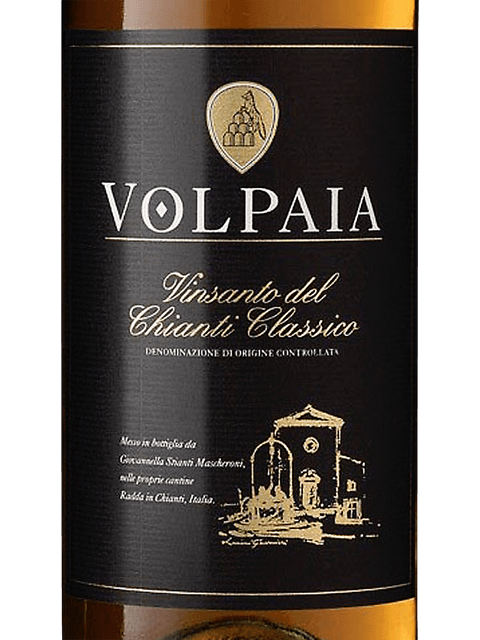 VOLPAIA
Vinsanto del
Chianti Classico
DENOMINAZIONE DI ORIGINE CONTROLLATA
Messo in bottiglia da
Giovannella Stianti Mascheroni,
nelle proprie cantine
Radda in Chianti, Italia.